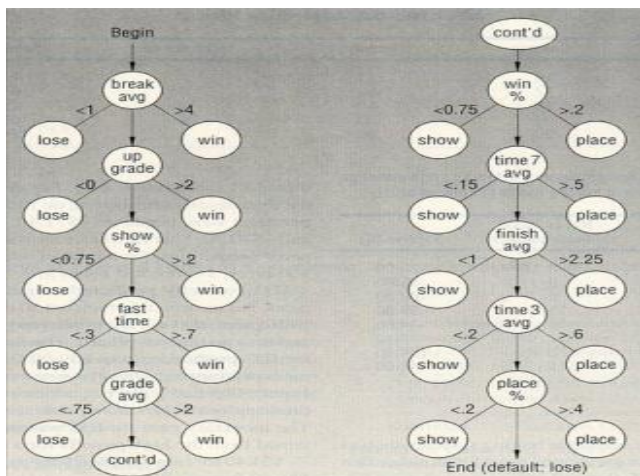 Begin
break
avg
<1
>4
lose
win
up
grade
<0
>2
lose
win
show
%
<0.75
>.2
lose
win
fast
time
<.3
>.7
lose
win
grade
avg
<.75
>2
lose
win
cont'd
cont'd
win
%
<0.75
>.2
show
place
time 7
avg
<.15
>.5
show
place
finish
avg
<1
>2.25
show
place
time 3
avg
<.2
>.6
show
place
place
%
<.2
>.4
show
place
End (default: lose)